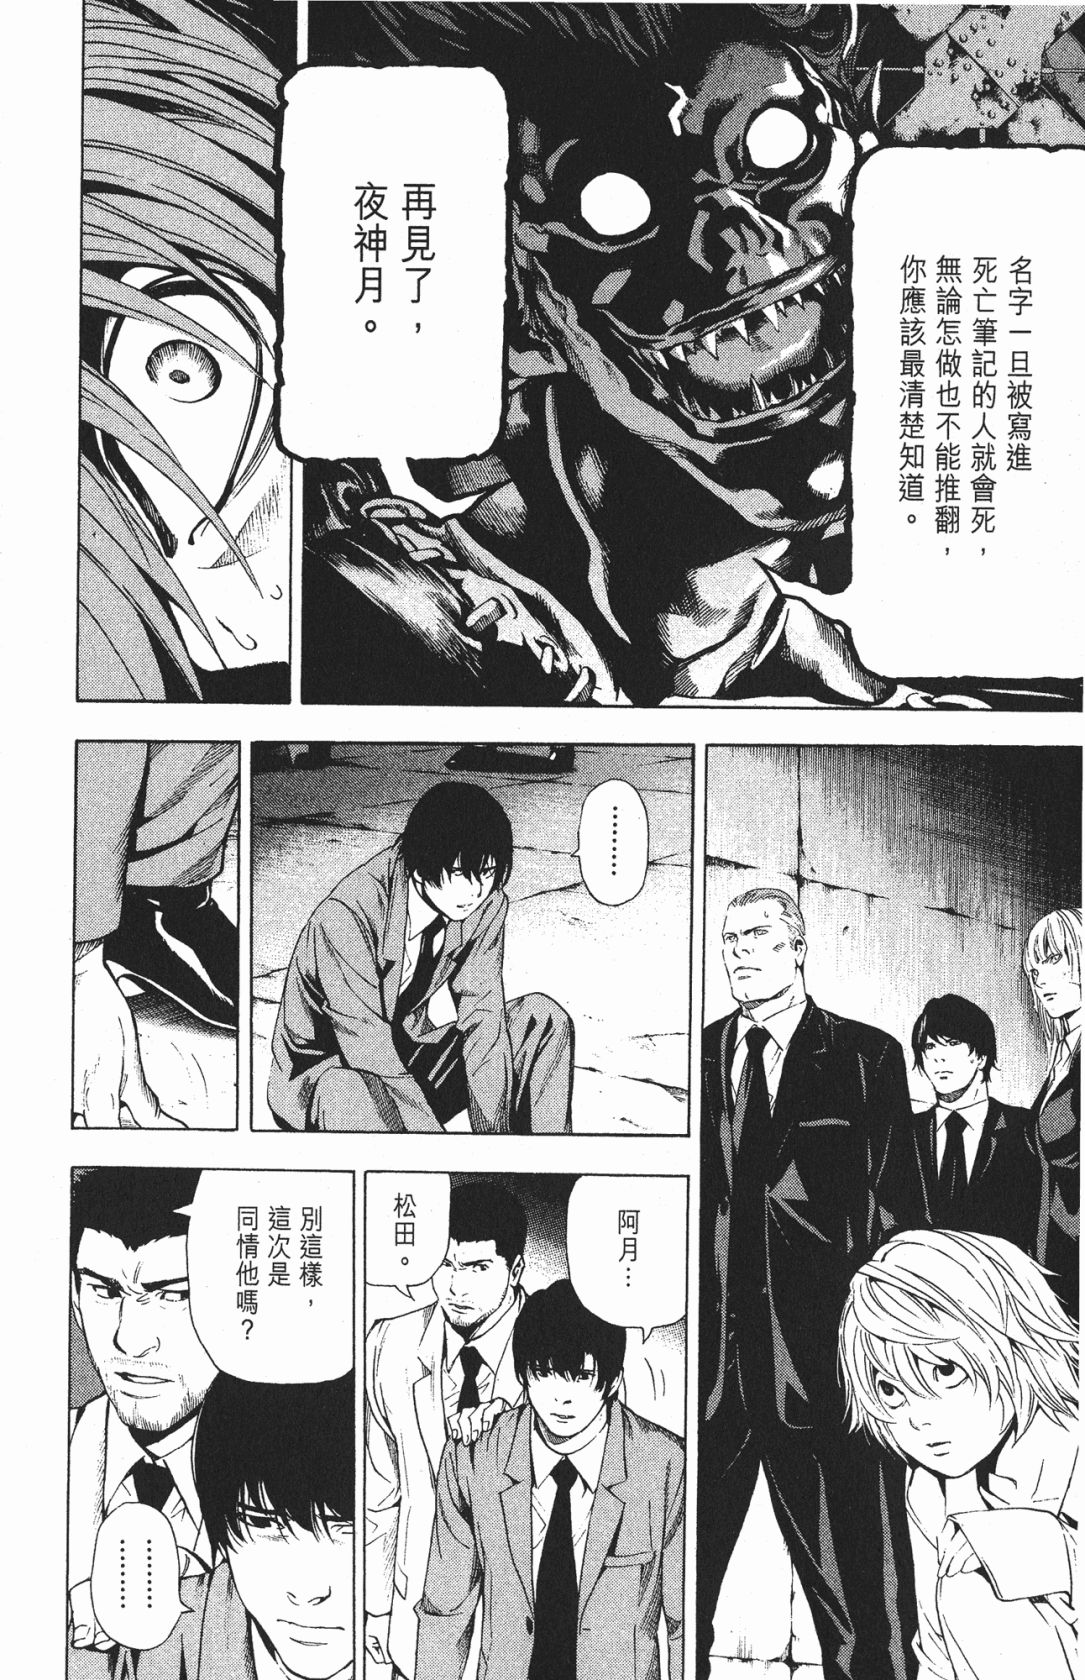 名字一旦被寫進
死亡筆記的人就會死，
無論怎做也不能推翻，
你應該最清楚知道。
再見了，
夜神月。
………
阿月…
松田。
別這樣，
這次是
同情他嗎？
………
………